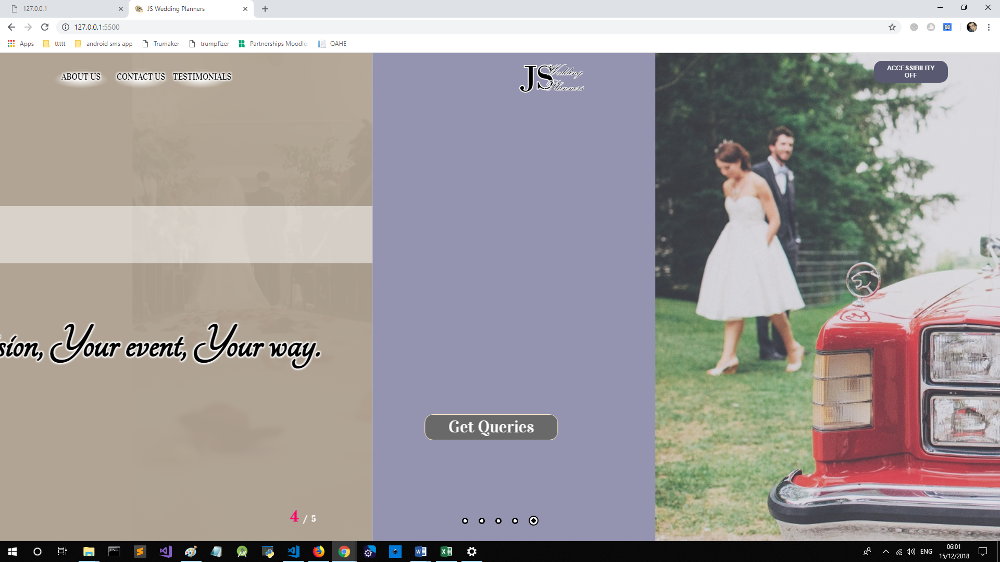 127.0.0.1
JS Wedding Planners
127.0.0.1:5500
Apps
ttttt
android sms app
Trumaker
trumpfizer
Partnerships Moodle
QAHE
ABOUT US
CONTACT US
TESTIMONIALS
JS Wedding
Planners
ACCESSIBILITY
OFF
sion, Your event, Your way.
Get Queries
4 / 5
ENG
06:01
15/12/2018